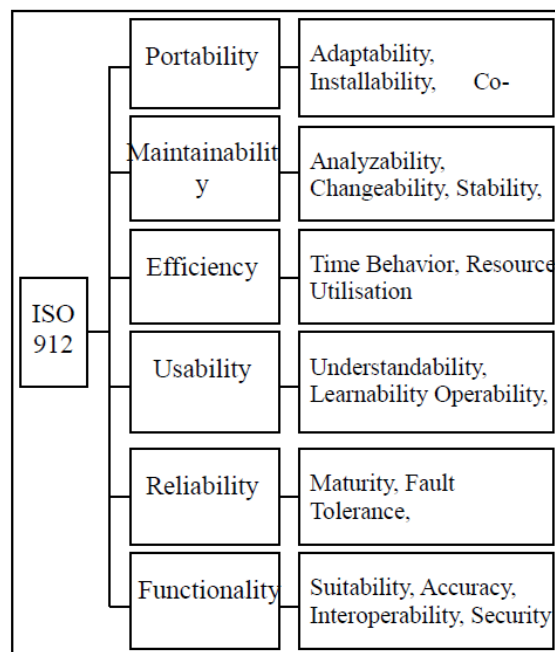 Portability
Adaptability,
Installability, Co-
Maintainabilit
y
Analyzability,
Changeability, Stability,
Efficiency
Time Behavior, Resource
Utilisation
ISO
912
Usability
Understandability,
Learnability Operability,
Reliability
Maturity, Fault
Tolerance,
Functionality
Suitability, Accuracy,
Interoperability, Security